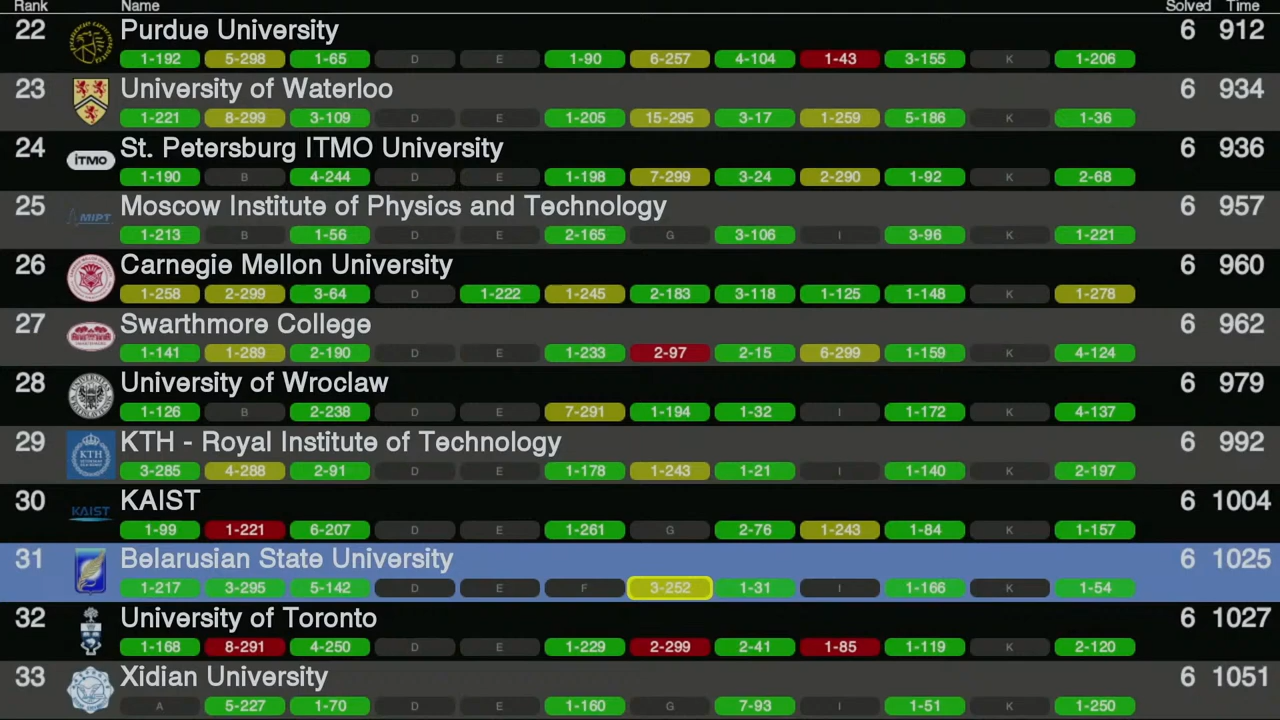 Rank Name Solved Time
22 Purdue University 6 912
1-192 5-298 1-65 D E 1-90 6-257 4-104 1-43 3-155 K 1-206
23 University of Waterloo 6 934
1-221 8-299 3-109 D E 1-205 15-295 3-17 1-259 5-186 K 1-36
24 iTMO St. Petersburg ITMO University 6 936
1-190 B 4-244 D E 1-198 7-299 3-24 2-290 1-92 K 2-68
25 MIPT Moscow Institute of Physics and Technology 6 957
1-213 B 1-56 D E 2-165 G 3-106 I 3-96 K 1-221
26 Carnegie Mellon University 6 960
1-258 2-299 3-64 D 1-222 1-245 2-183 3-118 1-125 1-148 K 1-278
27 Swarthmore College 6 962
1-141 1-289 2-190 D E 1-233 2-97 2-15 6-299 1-159 K 4-124
28 University of Wroclaw 6 979
1-126 B 2-238 D E 7-291 1-194 1-32 I 1-172 K 4-137
29 KTH KTH - Royal Institute of Technology 6 992
3-285 4-288 2-91 D E 1-178 1-243 1-21 I 1-140 K 2-197
30 KAIST KAIST 6 1004
1-99 1-221 6-207 D E 1-261 G 2-76 1-243 1-84 K 1-157
31 Belarusian State University 6 1025
1-217 3-295 5-142 D E F 3-252 1-31 I 1-166 K 1-54
32 University of Toronto 6 1027
1-168 8-291 4-250 D E 1-229 2-299 2-41 1-85 1-119 K 2-120
33 Xidian University 6 1051
A 5-227 1-70 D E 1-160 G 7-93 I 1-51 K 1-250